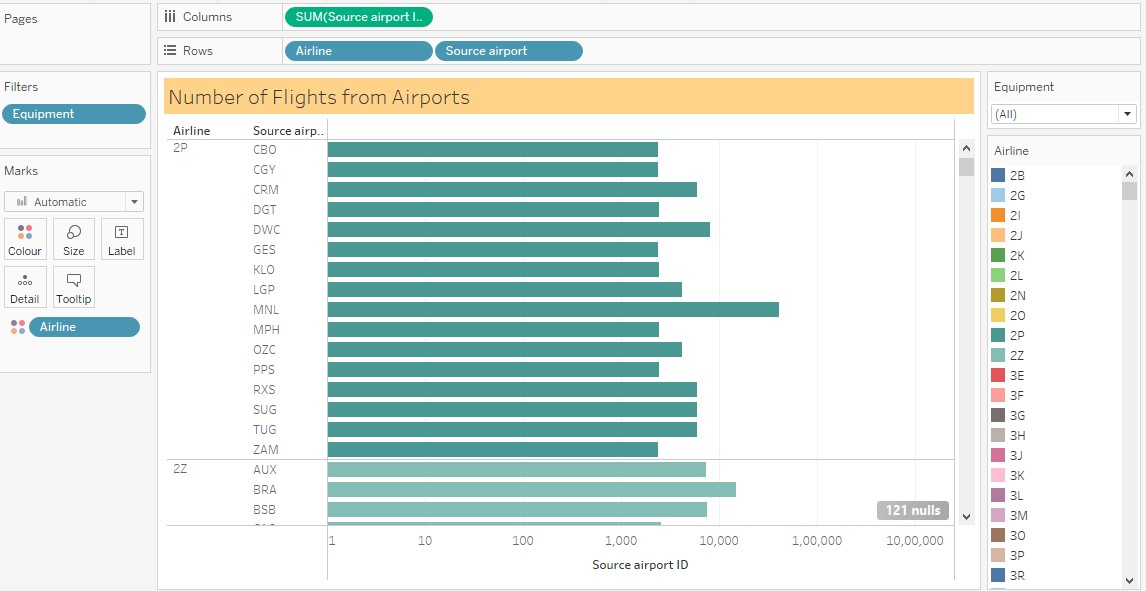 Pages
Columns
SUM(Source airport I..
Rows
Airline
Source airport
Filters
Equipment
Marks
Automatic
Colour
Size
Label
Detail
Tooltip
Airline
Number of Flights from Airports
Airline
Source airp..
2P
CBO
CGY
CRM
DGT
DWC
GES
KLO
LGP
MNL
MPH
OZC
PPS
RXS
SUG
TUG
ZAM
2Z
AUX
BRA
BSB
121 nulls
1
10
100
1,000
10,000
1,00,000
10,00,000
Source airport ID
Equipment
(All)
Airline
2B
2G
2I
2J
2K
2L
2N
2O
2P
2Z
3E
3F
3G
3H
3J
3K
3L
3M
3O
3P
3R